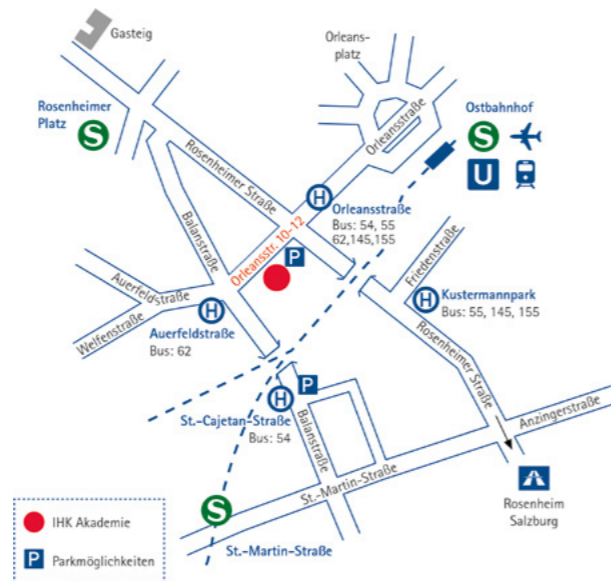 Gasteig
Orleans-
platz
Rosenheimer
Platz
S
Ostbahnhof
S
U
Orleansstraße
Rosenheimer Straße
H
Orleansstraße
Bus: 54, 55
62,145,155
Balanstraße
Orleansstr. 10-12
P
Friedenstraße
Auerfeldstraße
Welfenstraße
H
Auerfeldstraße
Bus: 62
H
Kustermannpark
Bus: 55, 145, 155
Rosenheimer Straße
P
H
St.-Cajetan-Straße
Bus: 54
Balanstraße
Anzingerstraße
St.-Martin-Straße
S
St.-Martin-Straße
Rosenheim
Salzburg
IHK Akademie
P
Parkmöglichkeiten